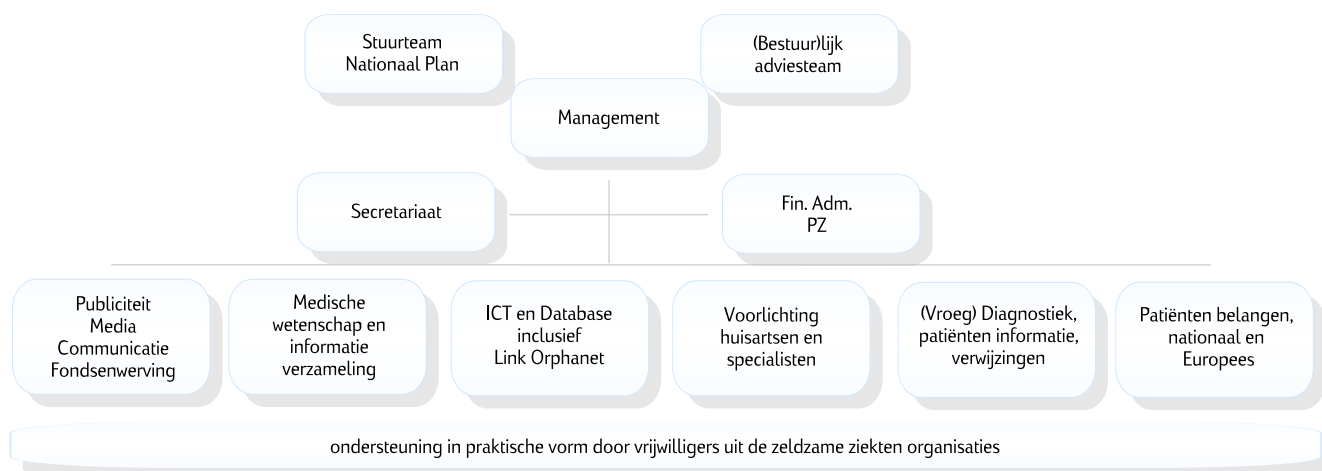 Stuurteam
Nationaal Plan
(Bestuur)lijk
adviesteam
Management
Secretariaat
Fin. Adm.
PZ
Publiciteit
Media
Communicatie
Fondsenwerving
Medische
wetenschap en
informatie
verzameling
ICT en Database
inclusief
Link Orphanet
Voorlichting
huisartsen en
specialisten
(Vroeg) Diagnostiek,
patiënten informatie,
verwijzingen
Patiënten belangen,
nationaal en
Europees
ondersteuning in praktische vorm door vrijwilligers uit de zeldzame ziekten organisaties